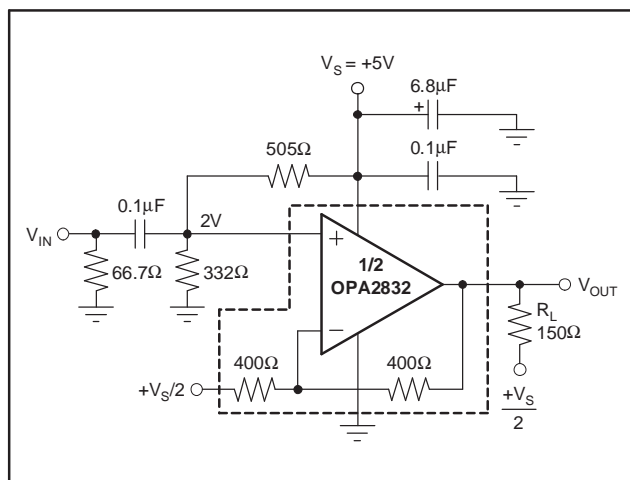 V_S = +5V
6.8μF
+
505Ω
0.1μF
0.1μF
2V
V_IN
+
1/2
OPA2832
66.7Ω
332Ω
V_OUT
R_L
150Ω
−
400Ω
400Ω
+V_S/2
+V_S
2